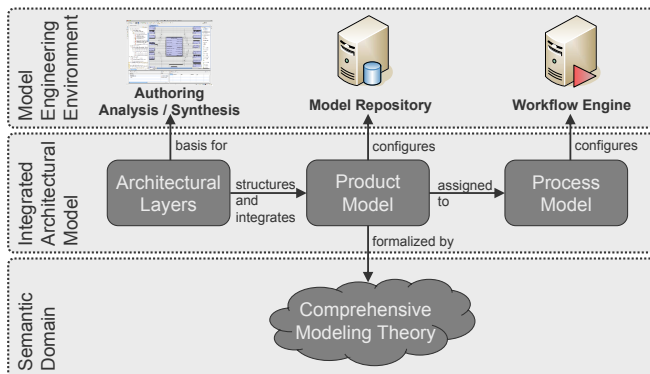 Model
Engineering
Environment
Authoring
Analysis / Synthesis
Model Repository
Workflow Engine
basis for
configures
configures
Integrated
Architectural
Model
Architectural
Layers
structures
and
integrates
Product
Model
assigned
to
Process
Model
formalized by
Semantic
Domain
Comprehensive
Modeling Theory